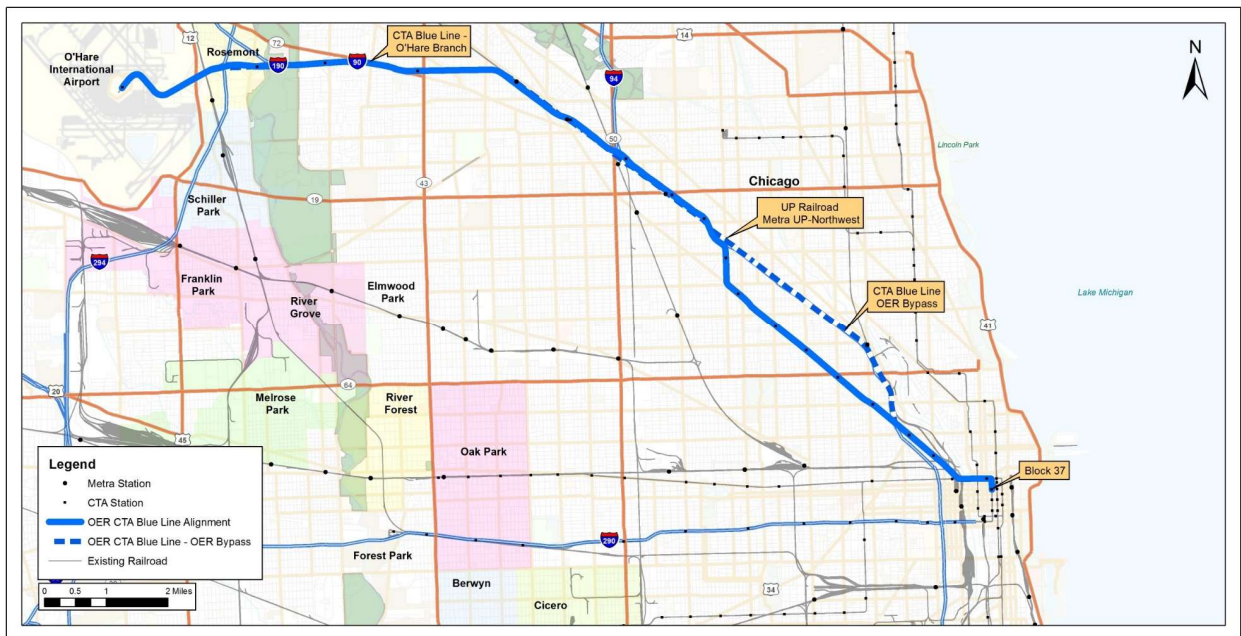 14
12
72
CTA Blue Line -
O'Hare Branch
N
O'Hare
International
Airport
Rosemont
190
90
94
50
Lincoln Park
43
Chicago
19
Schiller
Park
UP Railroad
Metra UP-Northwest
294
Franklin
Park
Elmwood
Park
River
Grove
CTA Blue Line
OER Bypass
Lake Michigan
41
20
64
Melrose
Park
River
Forest
45
Oak Park
Block 37
Legend
Metra Station
CTA Station
OER CTA Blue Line Alignment
OER CTA Blue Line - OER Bypass
Existing Railroad
290
Forest Park
Berwyn
34
Cicero
0 0.5 1 2 Miles